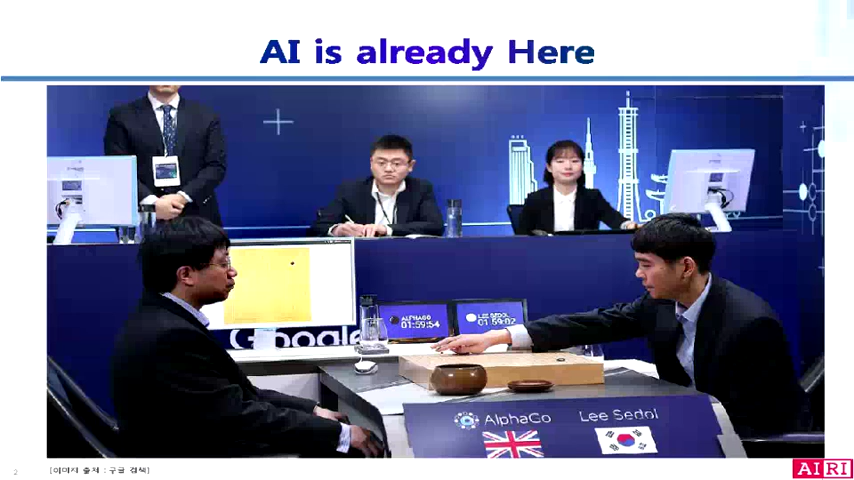 AI is already Here
ALPHAGO
01:59:54
LEE SEDOL
01:59:02
Google
AlphaGo
Lee Sedol
2
[이미지 출처 : 구글 검색]
AIRI